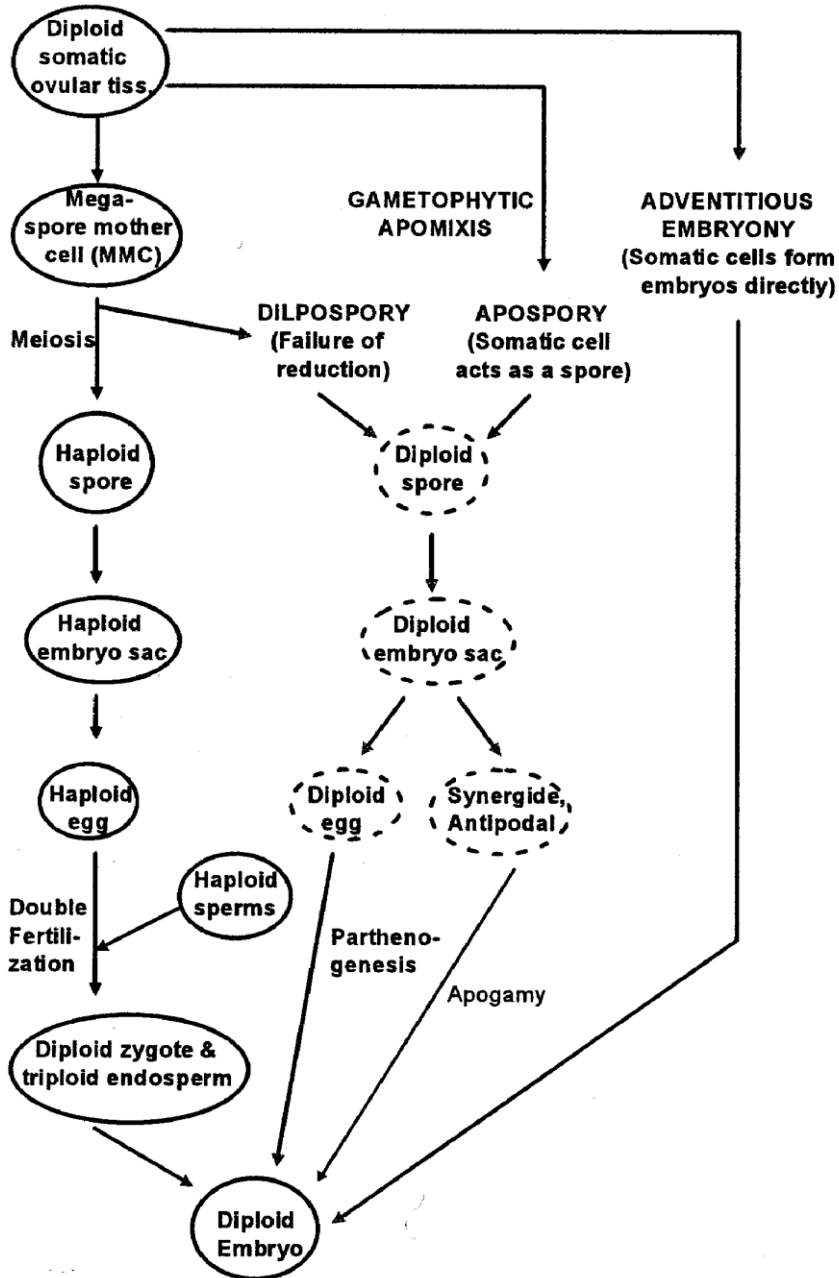 Diploid
somatic
ovular tiss.
Mega-
spore mother
cell (MMC)
GAMETOPHYTIC
APOMIXIS
ADVENTITIOUS
EMBRYONY
(Somatic cells form
embryos directly)
Meiosis
DILPOSPORY
(Failure of
reduction)
APOSPORY
(Somatic cell
acts as a spore)
Haploid
spore
Diploid
spore
Haploid
embryo sac
Diploid
embryo sac
Haploid
egg
Diploid
egg
Synergide,
Antipodal
Haploid
sperms
Double
Fertili-
zation
Partheno-
genesis
Apogamy
Diploid zygote &
triploid endosperm
Diploid
Embryo